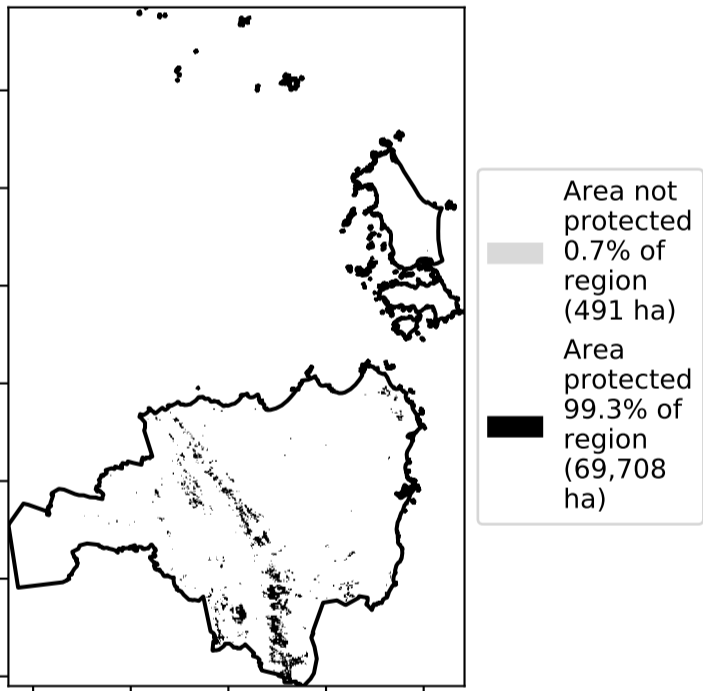 Area not
protected
0.7% of
region
(491 ha)
Area
protected
99.3% of
region
(69,708
ha)